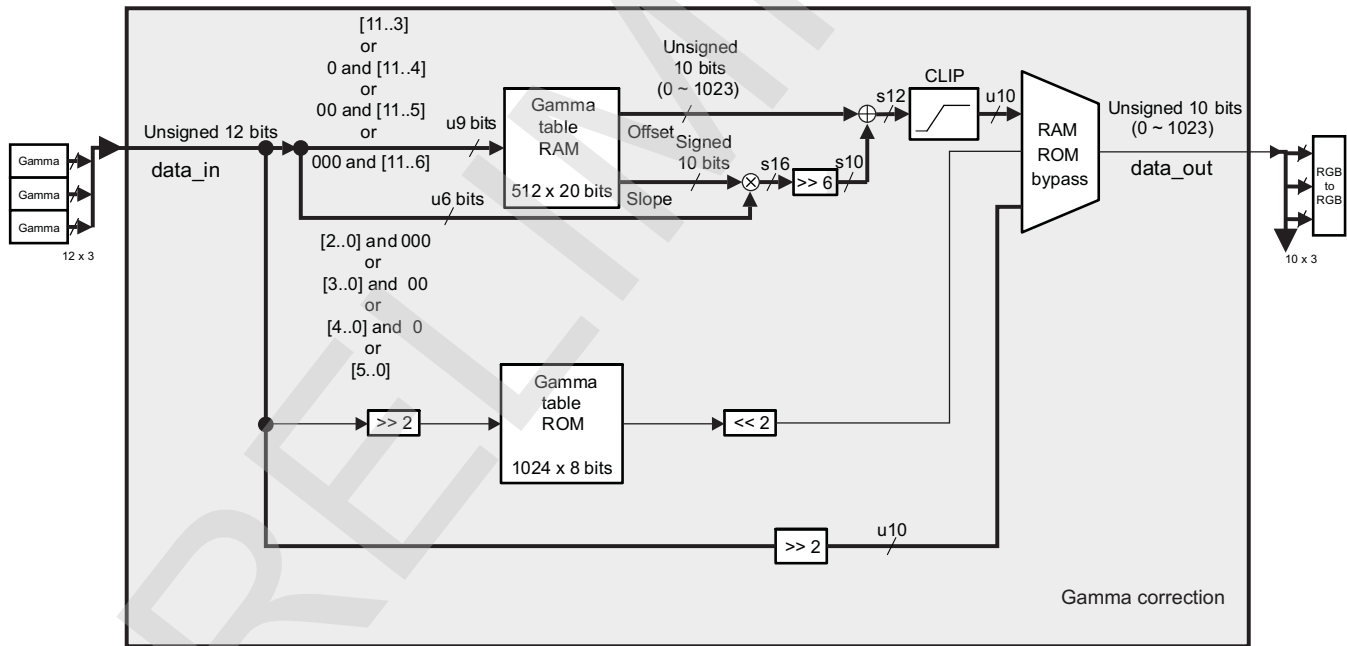 [11..3]
or
0 and [11..4]
or
00 and [11..5]
or
000 and [11..6]
Unsigned
10 bits
(0 ~ 1023)
CLIP
s12
u10
Unsigned 10 bits
(0 ~ 1023)
Unsigned 12 bits
data_in
u9 bits
Gamma
table
RAM
512 x 20 bits
Offset
Signed
10 bits
Slope
s16
>> 6
s10
RAM
ROM
bypass
data_out
Gamma
Gamma
Gamma
12 x 3
RGB
to
RGB
10 x 3
u6 bits
[2..0] and 000
or
[3..0] and 00
or
[4..0] and 0
or
[5..0]
>> 2
Gamma
table
ROM
1024 x 8 bits
<< 2
>> 2
u10
Gamma correction
RELIM